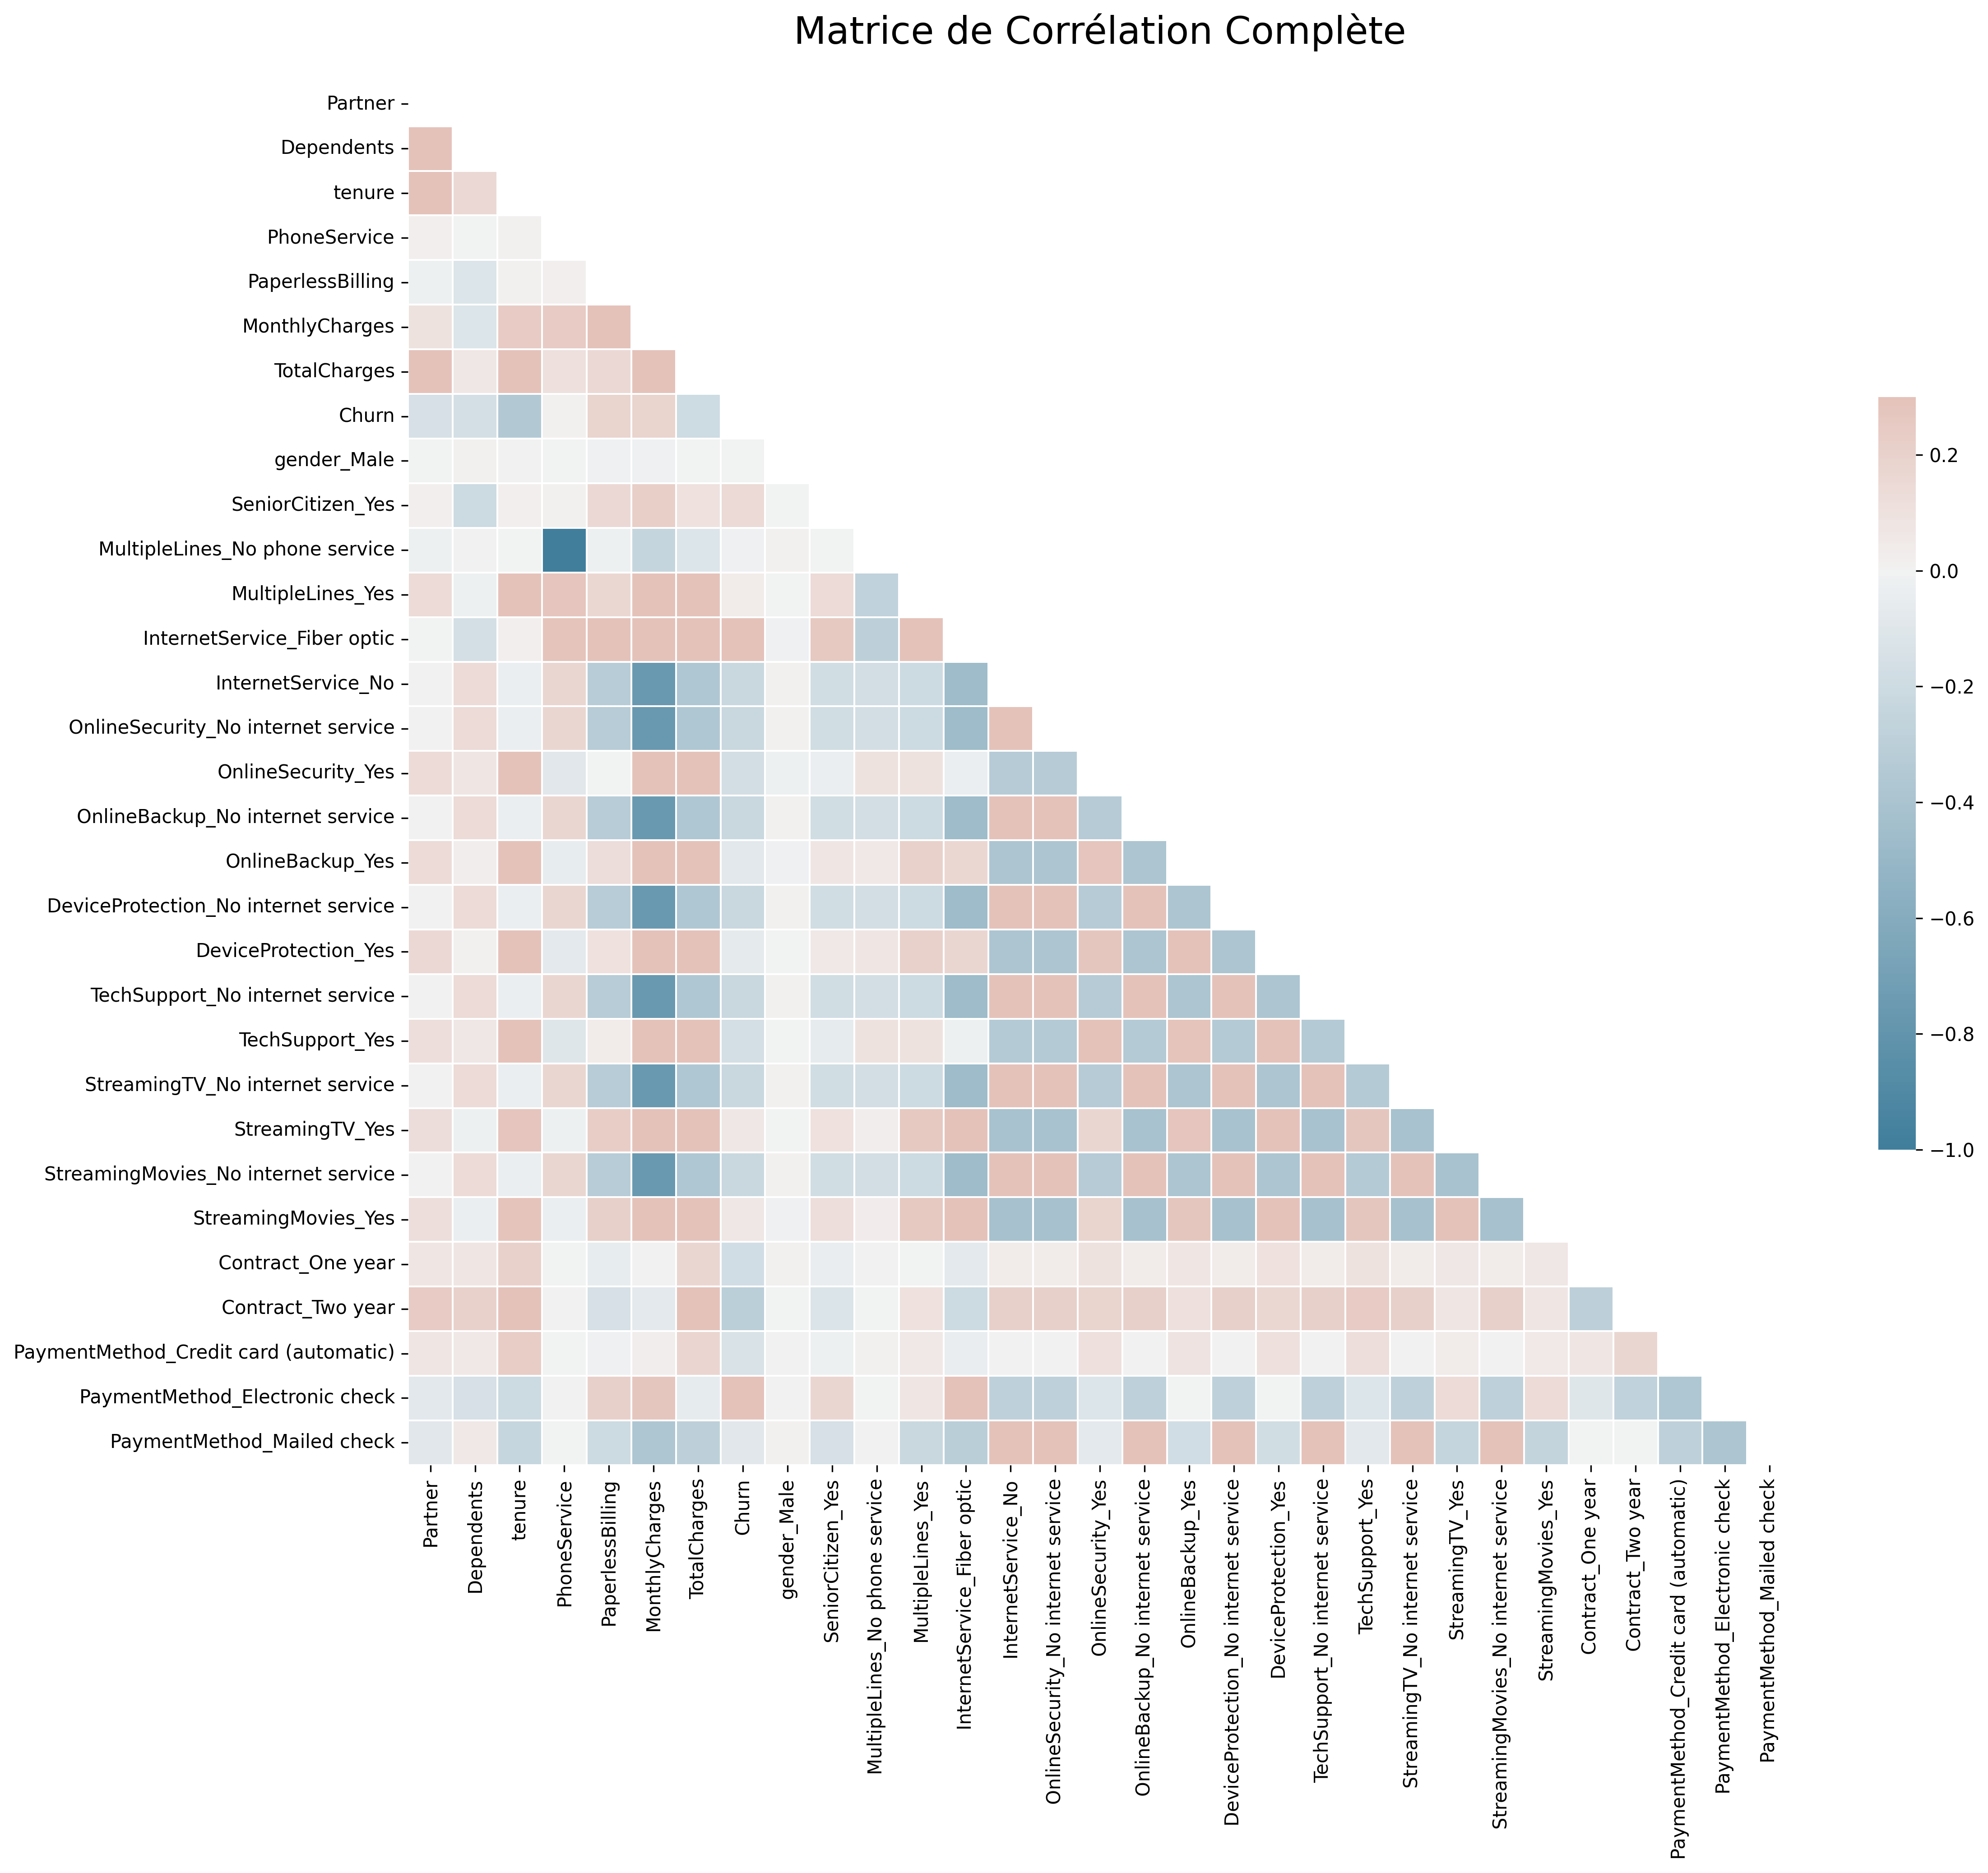 Matrice de Corrélation Complète
Partner
Dependents
tenure
PhoneService
PaperlessBilling
MonthlyCharges
TotalCharges
Churn
gender_Male
SeniorCitizen_Yes
MultipleLines_No phone service
MultipleLines_Yes
InternetService_Fiber optic
InternetService_No
OnlineSecurity_No internet service
OnlineSecurity_Yes
OnlineBackup_No internet service
OnlineBackup_Yes
DeviceProtection_No internet service
DeviceProtection_Yes
TechSupport_No internet service
TechSupport_Yes
StreamingTV_No internet service
StreamingTV_Yes
StreamingMovies_No internet service
StreamingMovies_Yes
Contract_One year
Contract_Two year
PaymentMethod_Credit card (automatic)
PaymentMethod_Electronic check
PaymentMethod_Mailed check
Partner
Dependents
tenure
PhoneService
PaperlessBilling
MonthlyCharges
TotalCharges
Churn
gender_Male
SeniorCitizen_Yes
MultipleLines_No phone service
MultipleLines_Yes
InternetService_Fiber optic
InternetService_No
OnlineSecurity_No internet service
OnlineSecurity_Yes
OnlineBackup_No internet service
OnlineBackup_Yes
DeviceProtection_No internet service
DeviceProtection_Yes
TechSupport_No internet service
TechSupport_Yes
StreamingTV_No internet service
StreamingTV_Yes
StreamingMovies_No internet service
StreamingMovies_Yes
Contract_One year
Contract_Two year
PaymentMethod_Credit card (automatic)
PaymentMethod_Electronic check
PaymentMethod_Mailed check
0.2
0.0
−0.2
−0.4
−0.6
−0.8
−1.0